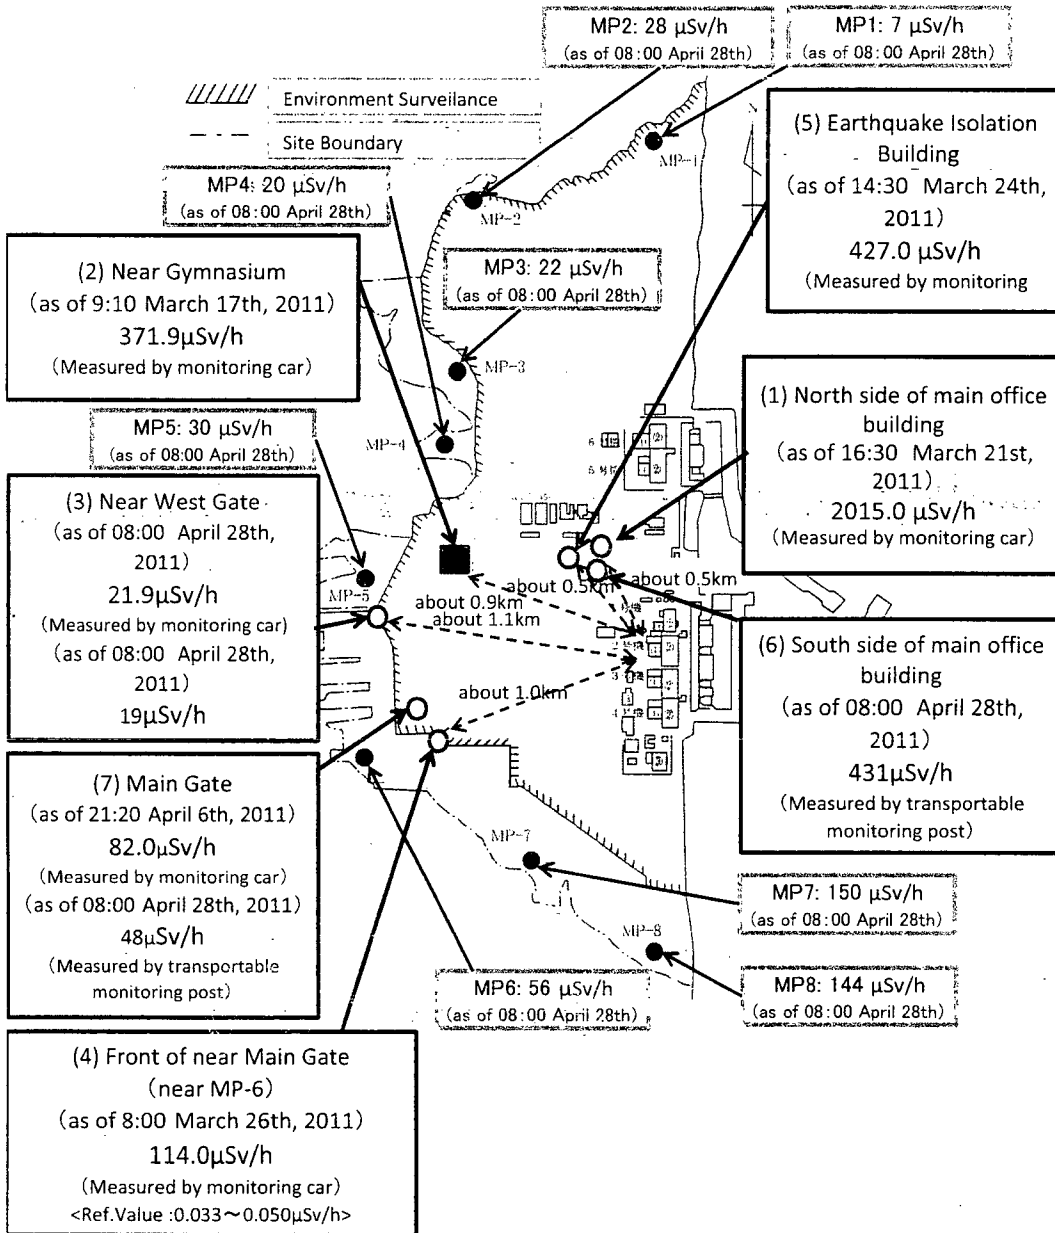 MP2: 28 μSv/h
(as of 08:00 April 28th)
MP1: 7 μSv/h
(as of 08:00 April 28th)
Environment Surveilance
Site Boundary
MP4: 20 μSv/h
(as of 08:00 April 28th)
MP-1
MP-2
(5) Earthquake Isolation
Building
(as of 14:30 March 24th,
2011)
427.0 μSv/h
(Measured by monitoring
(2) Near Gymnasium
(as of 9:10 March 17th, 2011)
371.9μSv/h
(Measured by monitoring car)
MP3: 22 μSv/h
(as of 08:00 April 28th)
MP-3
MP-4
(1) North side of main office
building
(as of 16:30 March 21st,
2011)
2015.0 μSv/h
(Measured by monitoring car)
MP5: 30 μSv/h
(as of 08:00 April 28th)
(3) Near West Gate
(as of 08:00 April 28th,
2011)
21.9μSv/h
(Measured by monitoring car)
(as of 08:00 April 28th,
2011)
19μSv/h
MP-5
about 0.5km
about 0.5km
about 0.9km
about 1.1km
about 1.0km
(6) South side of main office
building
(as of 08:00 April 28th,
2011)
431μSv/h
(Measured by transportable
monitoring post)
(7) Main Gate
(as of 21:20 April 6th, 2011)
82.0μSv/h
(Measured by monitoring car)
(as of 08:00 April 28th, 2011)
48μSv/h
(Measured by transportable
monitoring post)
MP-7
MP7: 150 μSv/h
(as of 08:00 April 28th)
MP-8
MP6: 56 μSv/h
(as of 08:00 April 28th)
MP8: 144 μSv/h
(as of 08:00 April 28th)
(4) Front of near Main Gate
(near MP-6)
(as of 8:00 March 26th, 2011)
114.0μSv/h
(Measured by monitoring car)
<Ref.Value :0.033～0.050μSv/h>